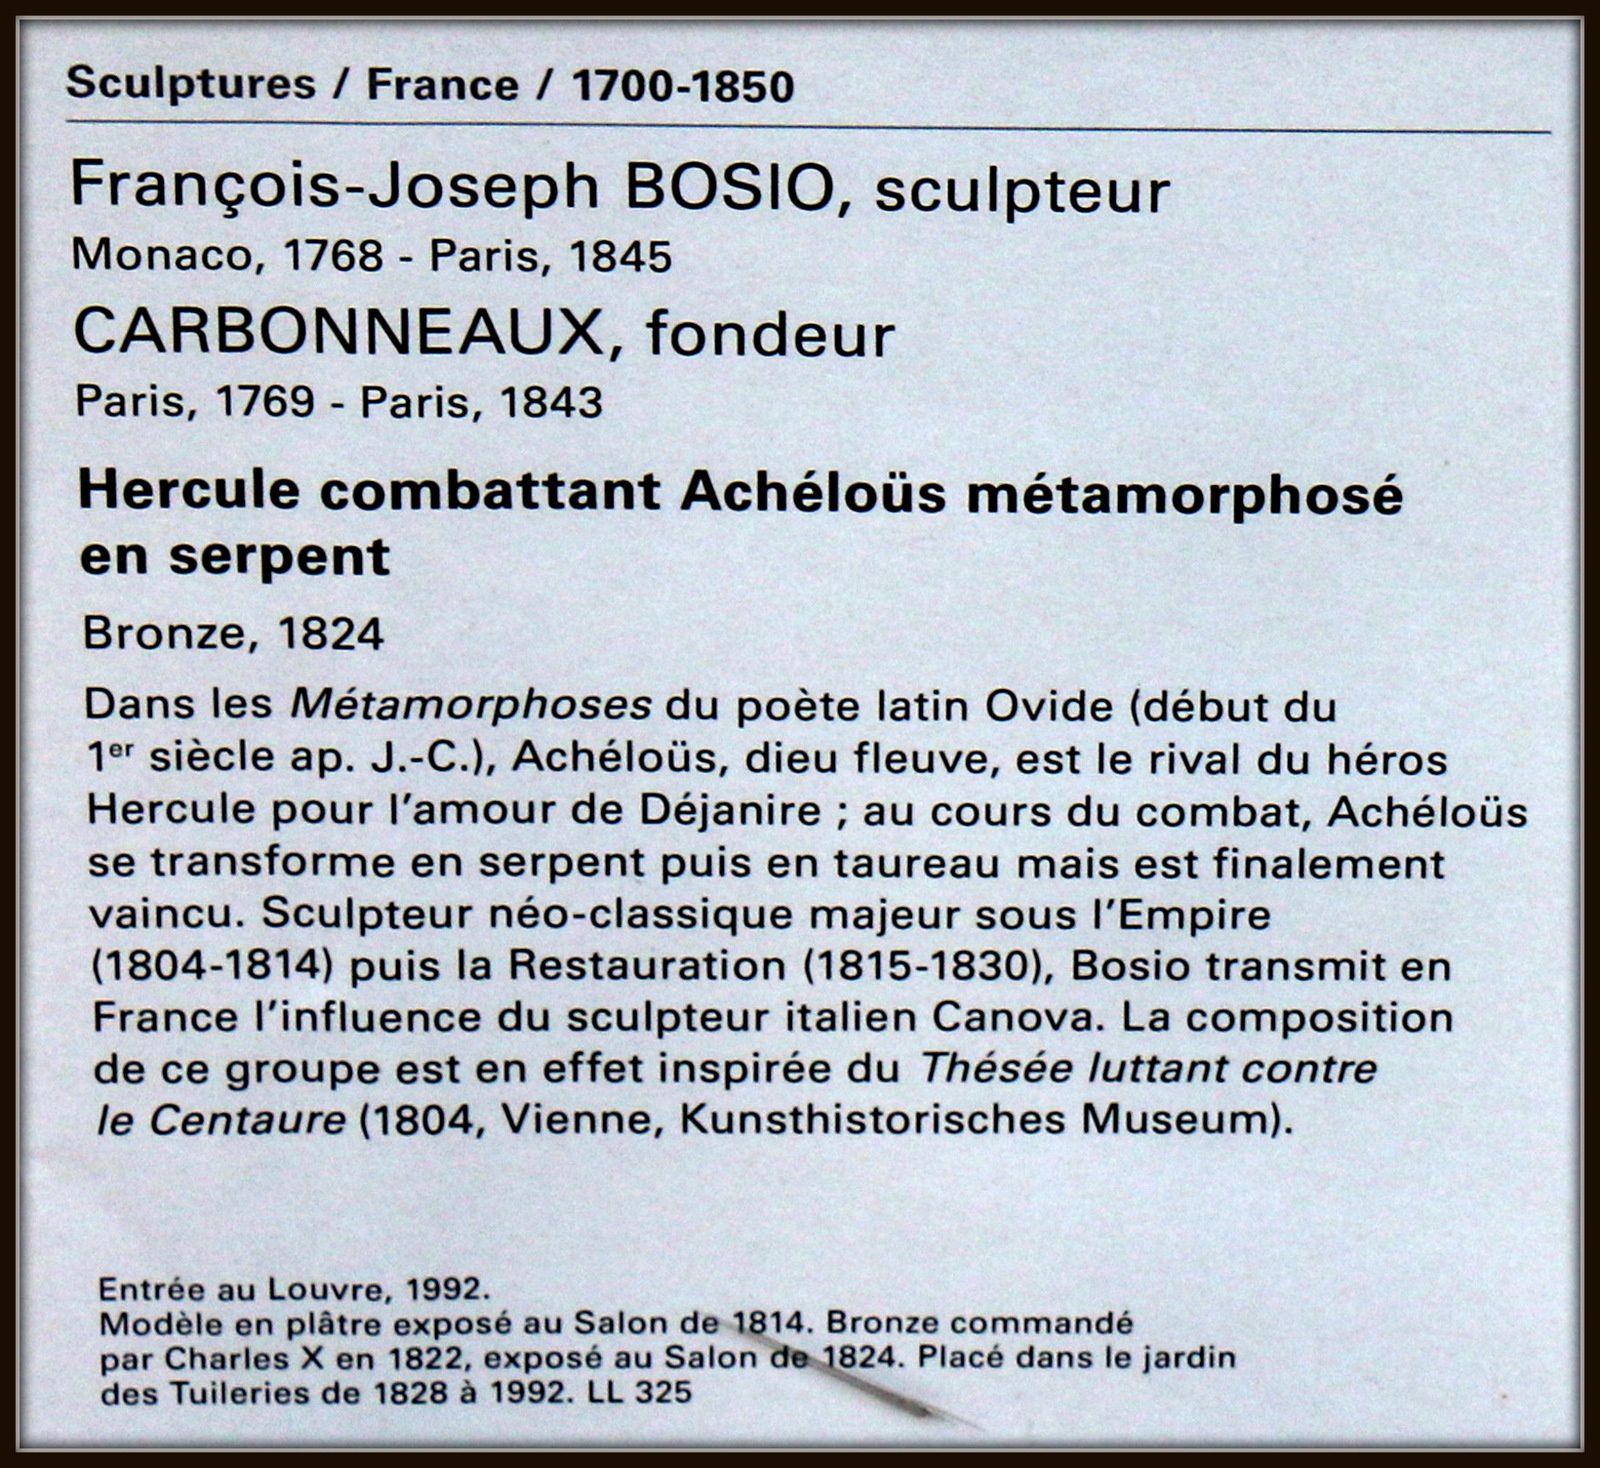 Sculptures / France / 1700-1850
François-Joseph BOSIO, sculpteur
Monaco, 1768 - Paris, 1845
CARBONNEAUX, fondeur
Paris, 1769 - Paris, 1843
Hercule combattant Achéloüs métamorphosé
en serpent
Bronze, 1824
Dans les Métamorphoses du poète latin Ovide (début du
1er siècle ap. J.-C.), Achéloüs, dieu fleuve, est le rival du héros
Hercule pour l'amour de Déjanire ; au cours du combat, Achéloüs
se transforme en serpent puis en taureau mais est finalement
vaincu. Sculpteur néo-classique majeur sous l'Empire
(1804-1814) puis la Restauration (1815-1830), Bosio transmit en
France l'influence du sculpteur italien Canova. La composition
de ce groupe est en effet inspirée du Thésée luttant contre
le Centaure (1804, Vienne, Kunsthistorisches Museum).
Entrée au Louvre, 1992.
Modèle en plâtre exposé au Salon de 1814. Bronze commandé
par Charles X en 1822, exposé au Salon de 1824. Placé dans le jardin
des Tuileries de 1828 à 1992. LL 325